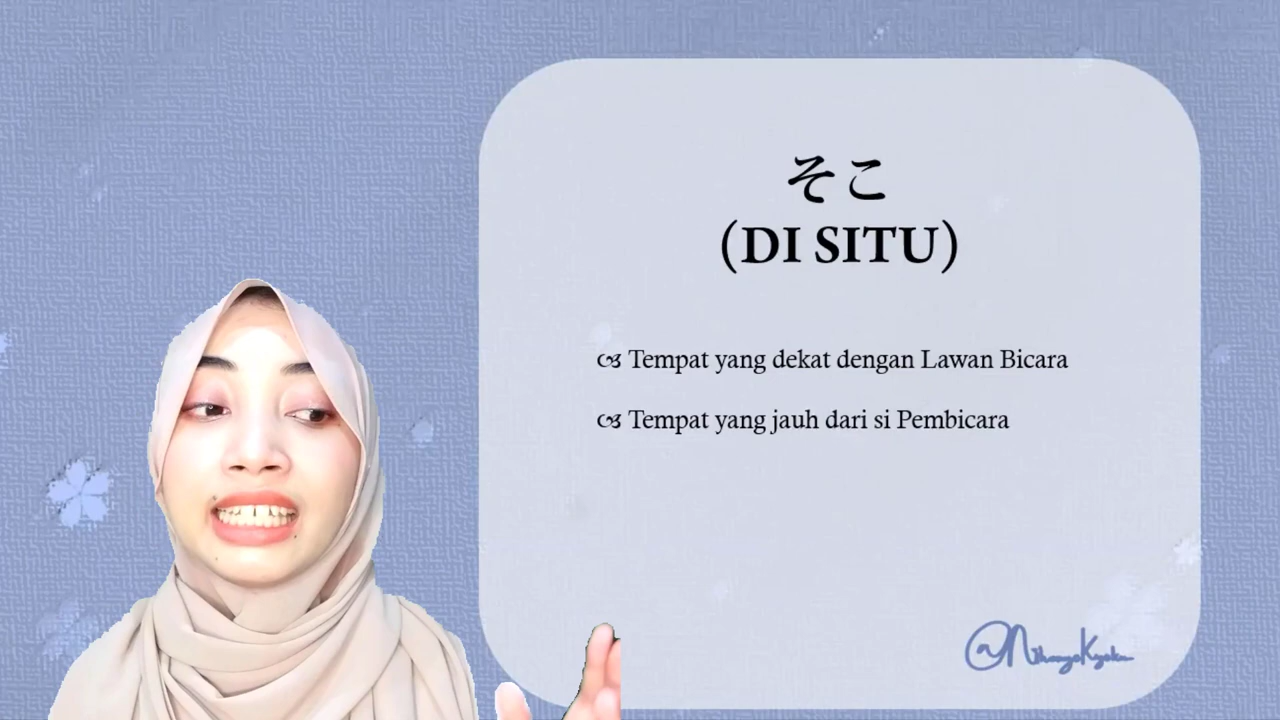 そこ
(DI SITU)
Tempat yang dekat dengan Lawan Bicara
Tempat yang jauh dari si Pembicara